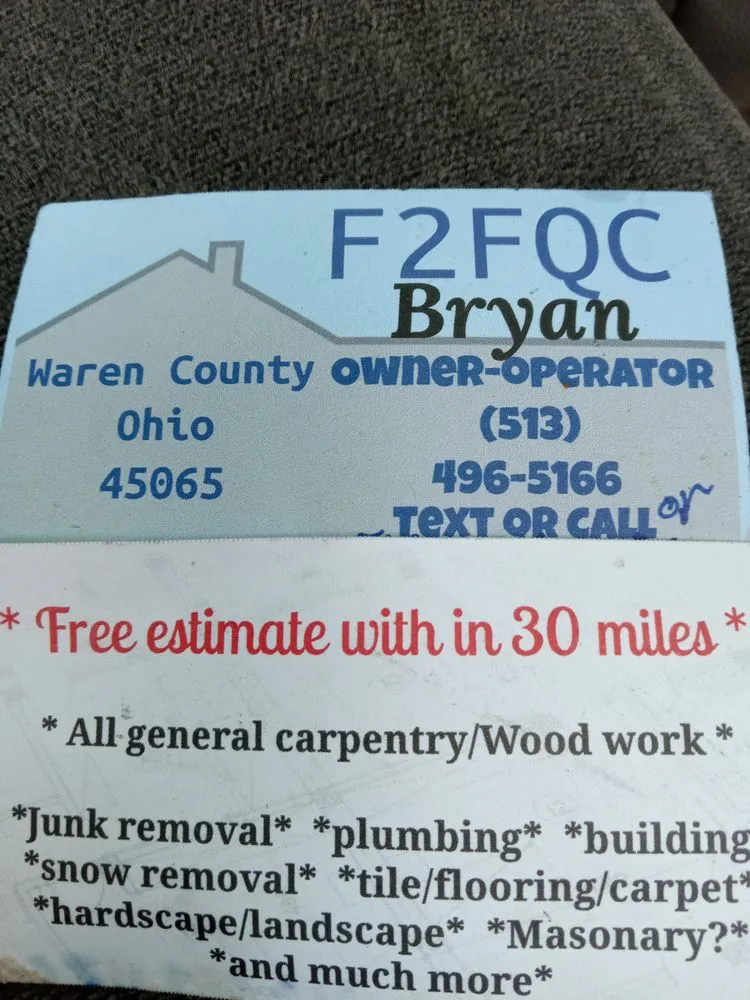 F2FQC
Bryan
Waren County OWNER-OPERATOR
Ohio (513)
45065 496-5166
TEXT OR CALL or
* Free estimate with in 30 miles *
* All general carpentry/Wood work *
*Junk removal* *plumbing* *building
*snow removal* *tile/flooring/carpet*
*hardscape/landscape* *Masonary?*
*and much more*